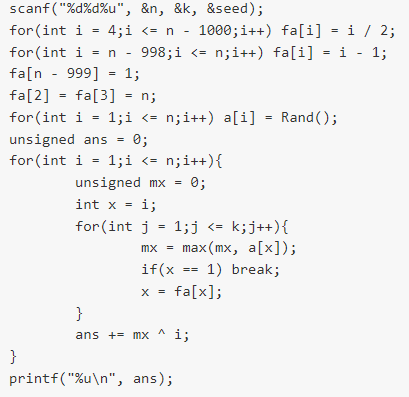 scanf("%d%d%u", &n, &k, &seed);
for(int i = 4;i <= n - 1000;i++) fa[i] = i / 2;
for(int i = n - 998;i <= n;i++) fa[i] = i - 1;
fa[n - 999] = 1;
fa[2] = fa[3] = n;
for(int i = 1;i <= n;i++) a[i] = Rand();
unsigned ans = 0;
for(int i = 1;i <= n;i++){
        unsigned mx = 0;
        int x = i;
        for(int j = 1;j <= k;j++){
                mx = max(mx, a[x]);
                if(x == 1) break;
                x = fa[x];
        }
        ans += mx ^ i;
}
printf("%u\n", ans);